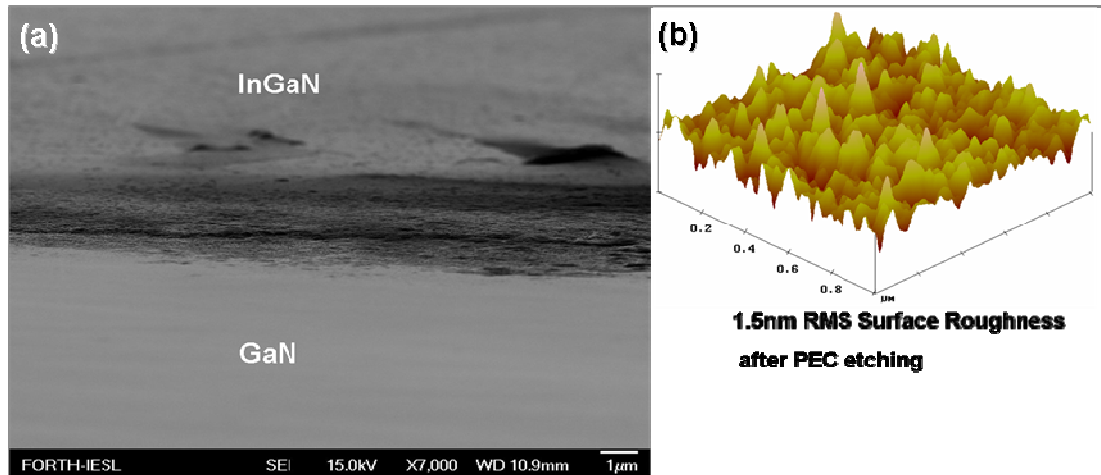 (a)
InGaN
GaN
FORTH-IESL SEI 15.0kV X7,000 WD 10.9mm 1μm
(b)
0.2
0.4
0.6
0.8
μM
1.5nm RMS Surface Roughness
after PEC etching